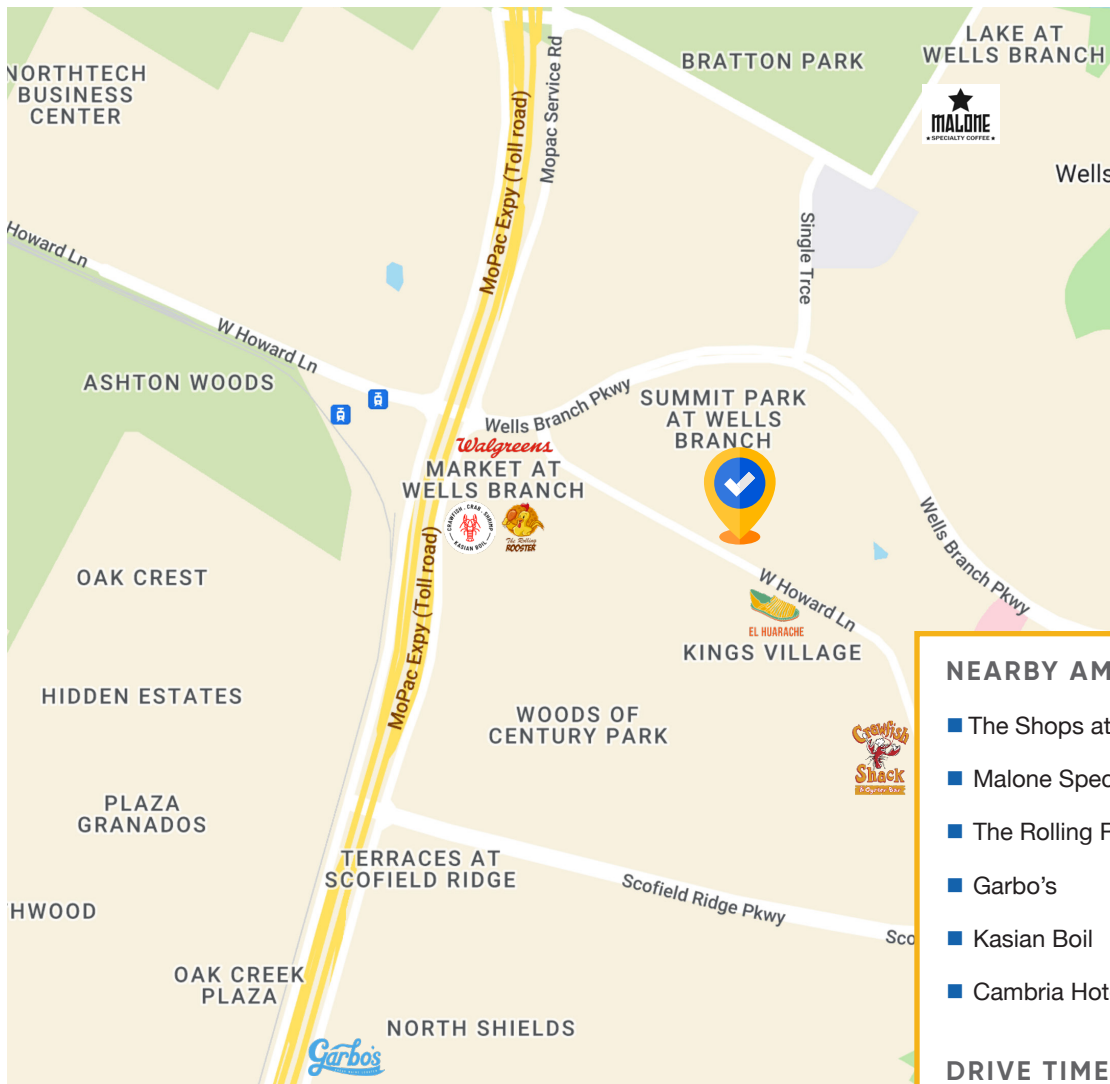 LAKE AT
WELLS BRANCH
BRATTON PARK
NORTHTECH
BUSINESS
CENTER
Mopac Service Rd
MoPac Expy (Toll road)
MALONE
SPECIALTY COFFEE
Wells
Single Trce
Howard Ln
W Howard Ln
ASHTON WOODS
Wells Branch Pkwy
SUMMIT PARK
AT WELLS
BRANCH
Walgreens
MARKET AT
WELLS BRANCH
CRAWFISH . CRAB . SHRIMP
KASIAN BOIL
The Rolling
ROOSTER
Wells Branch Pkwy
MoPac Expy (Toll road)
OAK CREST
W Howard Ln
EL HUARACHE
KINGS VILLAGE
HIDDEN ESTATES
WOODS OF
CENTURY PARK
Crawfish
Shack
& Oyster Bar
PLAZA
GRANADOS
TERRACES AT
SCOFIELD RIDGE
Scofield Ridge Pkwy
Sco
HWOOD
OAK CREEK
PLAZA
NORTH SHIELDS
Garbo's
NEARBY AM
The Shops at
Malone Spec
The Rolling
Garbo's
Kasian Boil
Cambria Hot
DRIVE TIME